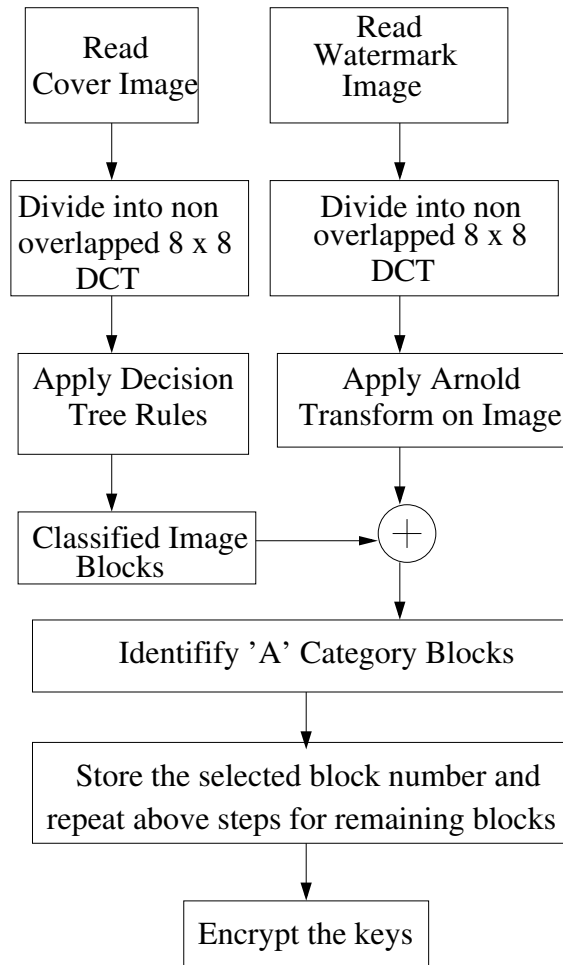 Read
Cover Image
Read
Watermark
Image
Divide into non
overlapped 8 x 8
DCT
Divide into non
overlapped 8 x 8
DCT
Apply Decision
Tree Rules
Apply Arnold
Transform on Image
Classified Image
Blocks
+
Identifify 'A' Category Blocks
Store the selected block number and
repeat above steps for remaining blocks
Encrypt the keys